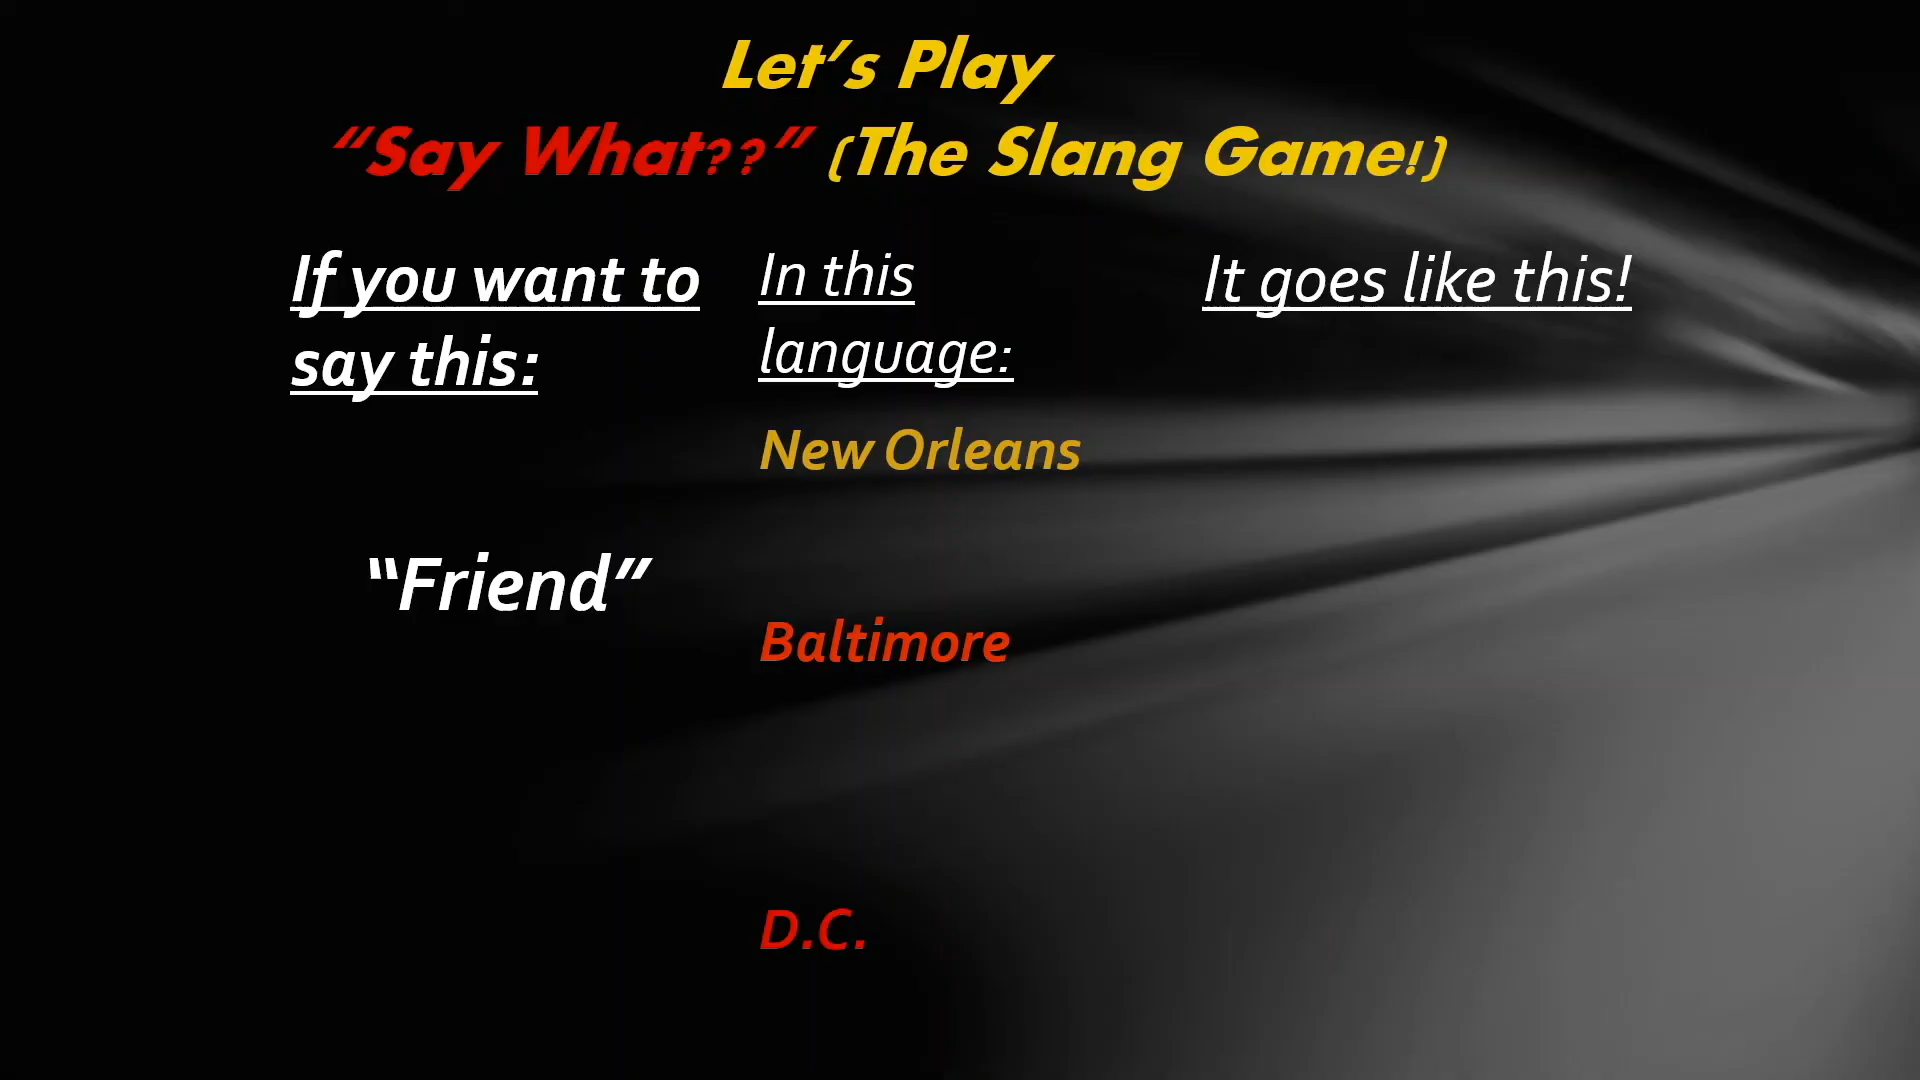 Let’s Play
“Say What??” (The Slang Game!)
If you want to
say this:
In this
language:
It goes like this!
New Orleans
“Friend”
Baltimore
D.C.